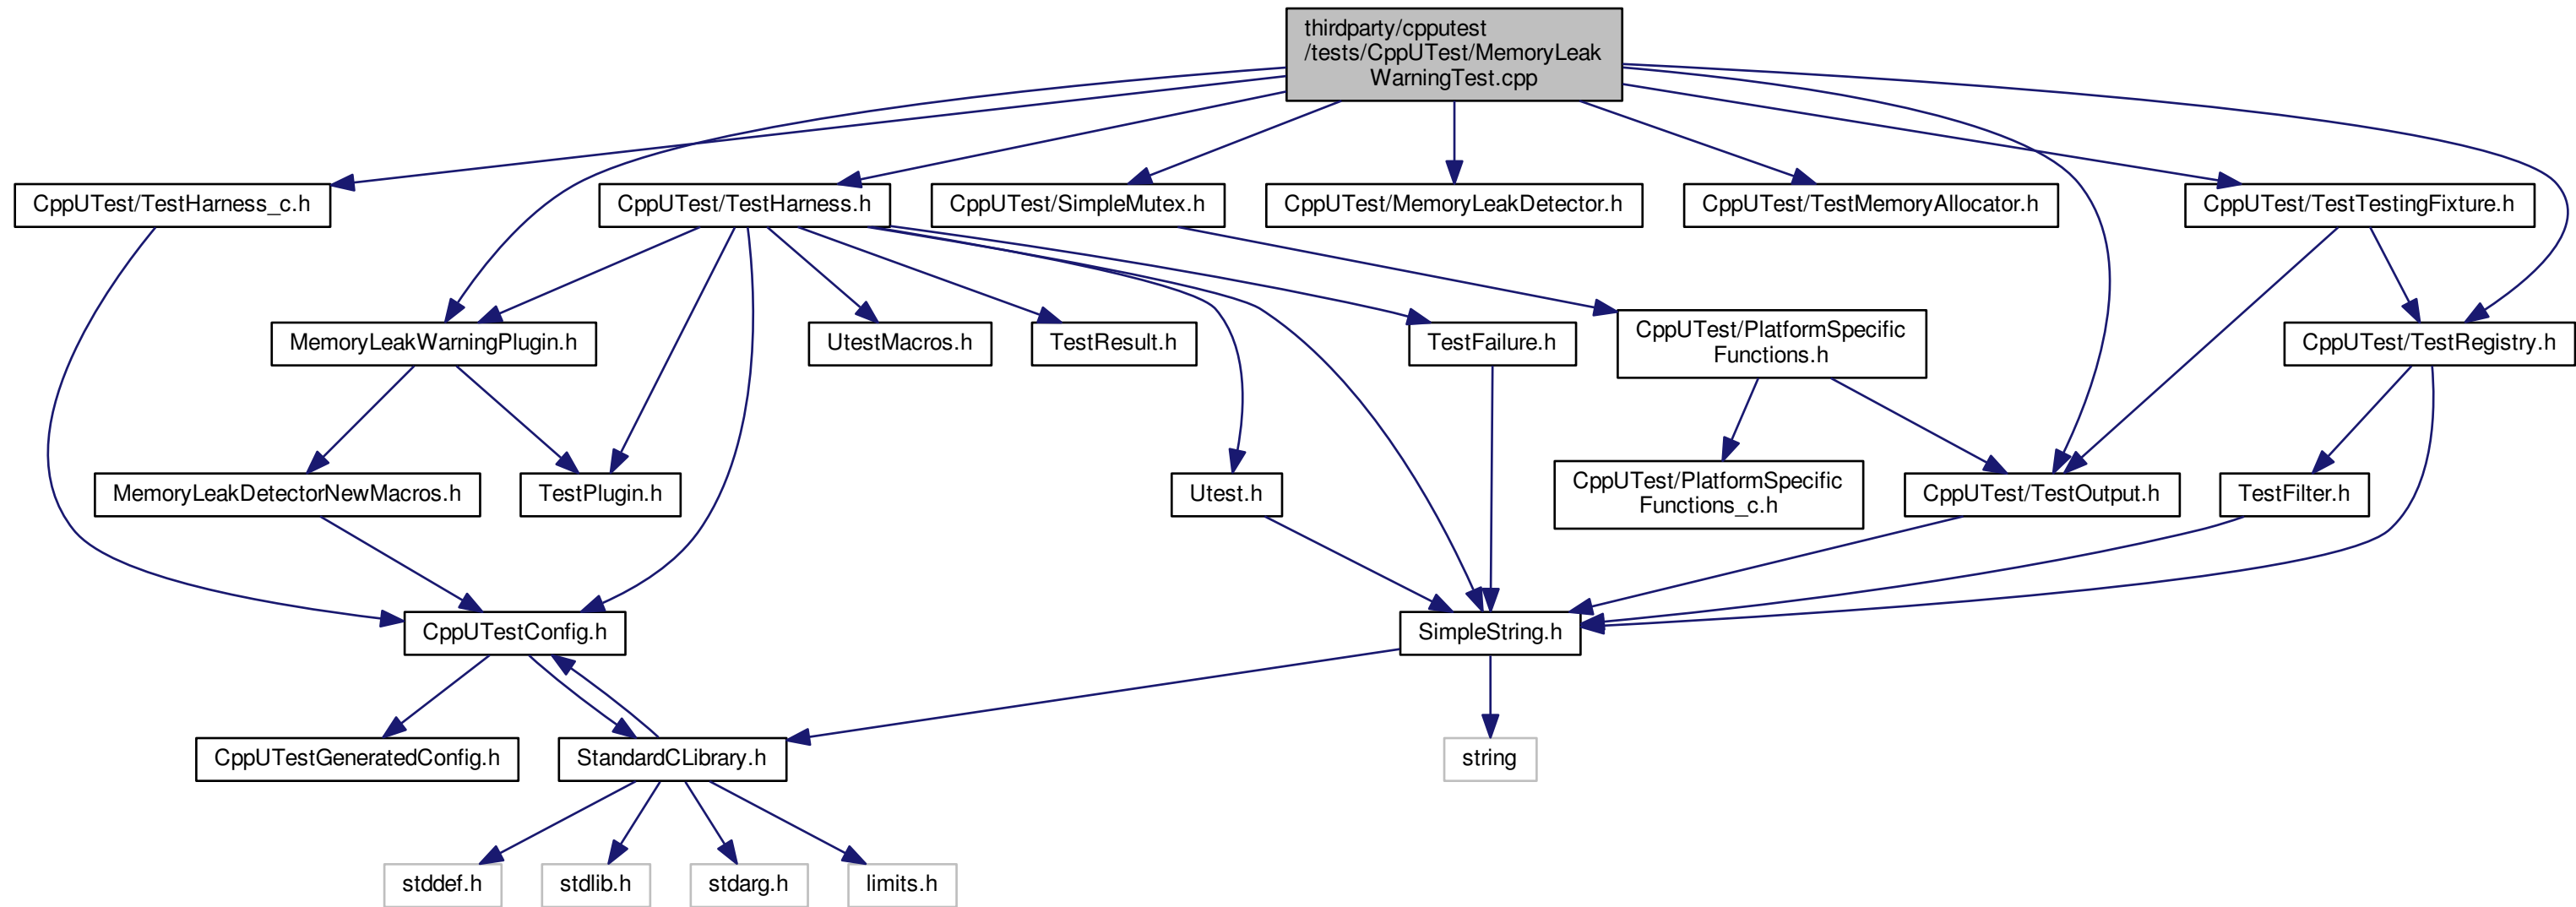 thirdparty/cpputest
/tests/CppUTest/MemoryLeak
WarningTest.cpp
CppUTest/TestHarness_c.h
CppUTest/TestHarness.h
CppUTest/SimpleMutex.h
CppUTest/MemoryLeakDetector.h
CppUTest/TestMemoryAllocator.h
CppUTest/TestTestingFixture.h
MemoryLeakWarningPlugin.h
UtestMacros.h
TestResult.h
TestFailure.h
CppUTest/PlatformSpecific
Functions.h
CppUTest/TestRegistry.h
MemoryLeakDetectorNewMacros.h
TestPlugin.h
Utest.h
CppUTest/PlatformSpecific
Functions_c.h
CppUTest/TestOutput.h
TestFilter.h
CppUTestConfig.h
SimpleString.h
CppUTestGeneratedConfig.h
StandardCLibrary.h
string
stddef.h
stdlib.h
stdarg.h
limits.h